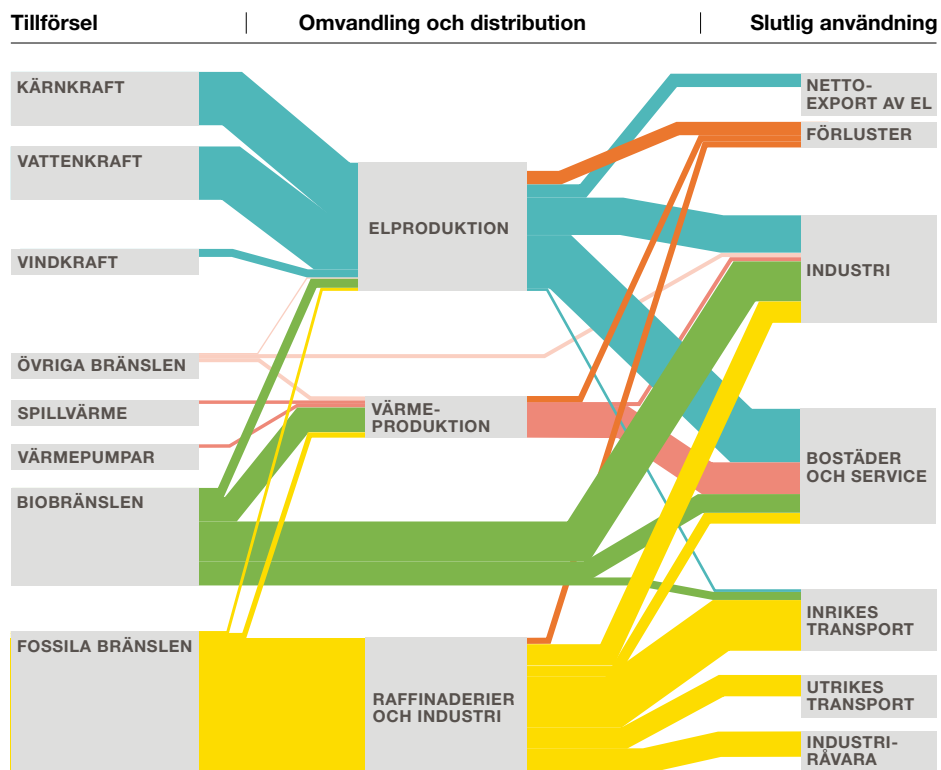 Tillförsel
Omvandling och distribution
Slutlig användning
KÄRNKRAFT
VATTENKRAFT
VINDKRAFT
ÖVRIGA BRÄNSLEN
SPILLVÄRME
VÄRMEPUMPAR
BIOBRÄNSLEN
FOSSILA BRÄNSLEN
ELPRODUKTION
VÄRME-
PRODUKTION
RAFFINADERIER
OCH INDUSTRI
NETTO-
EXPORT AV EL
FÖRLUSTER
INDUSTRI
BOSTÄDER
OCH SERVICE
INRIKES
TRANSPORT
UTRIKES
TRANSPORT
INDUSTRI-
RÅVARA